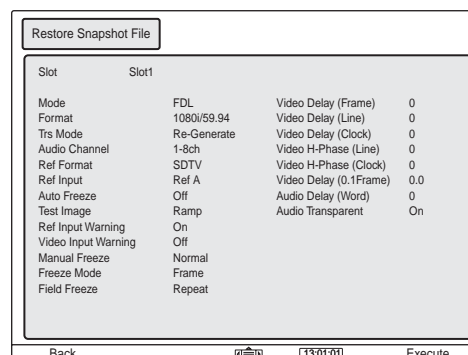 Restore Snapshot File
Slot Slot1
Mode FDL Video Delay (Frame) 0
Format 1080i/59.94 Video Delay (Line) 0
Trs Mode Re-Generate Video Delay (Clock) 0
Audio Channel 1-8ch Video H-Phase (Line) 0
Ref Format SDTV Video H-Phase (Clock) 0
Ref Input Ref A Video Delay (0.1Frame) 0.0
Auto Freeze Off Audio Delay (Word) 0
Test Image Ramp Audio Transparent On
Ref Input Warning On
Video Input Warning Off
Manual Freeze Normal
Freeze Mode Frame
Field Freeze Repeat
Back 13:01:01 Execute